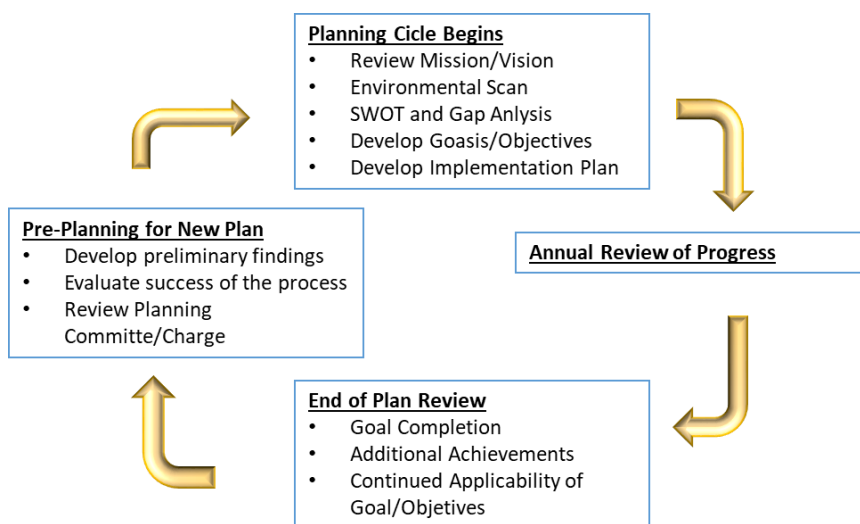 Planning Cicle Begins
• Review Mission/Vision
• Environmental Scan
• SWOT and Gap Anlysis
• Develop Goasis/Objectives
• Develop Implementation Plan
Annual Review of Progress
End of Plan Review
• Goal Completion
• Additional Achievements
• Continued Applicability of
Goal/Objetives
Pre-Planning for New Plan
• Develop preliminary findings
• Evaluate success of the process
• Review Planning
Committe/Charge